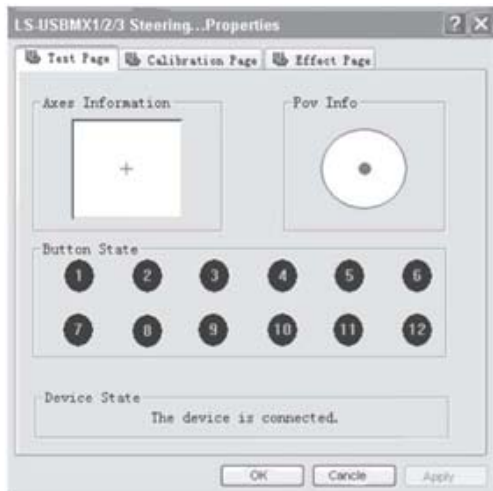 LS-USBMX1/2/3 Steering...Properties
Test Page Calibration Page Effect Page
Axes Information Pov Info
Button State
1 2 3 4 5 6
7 8 9 10 11 12
Device State
The device is connected.
OK Cancle Apply